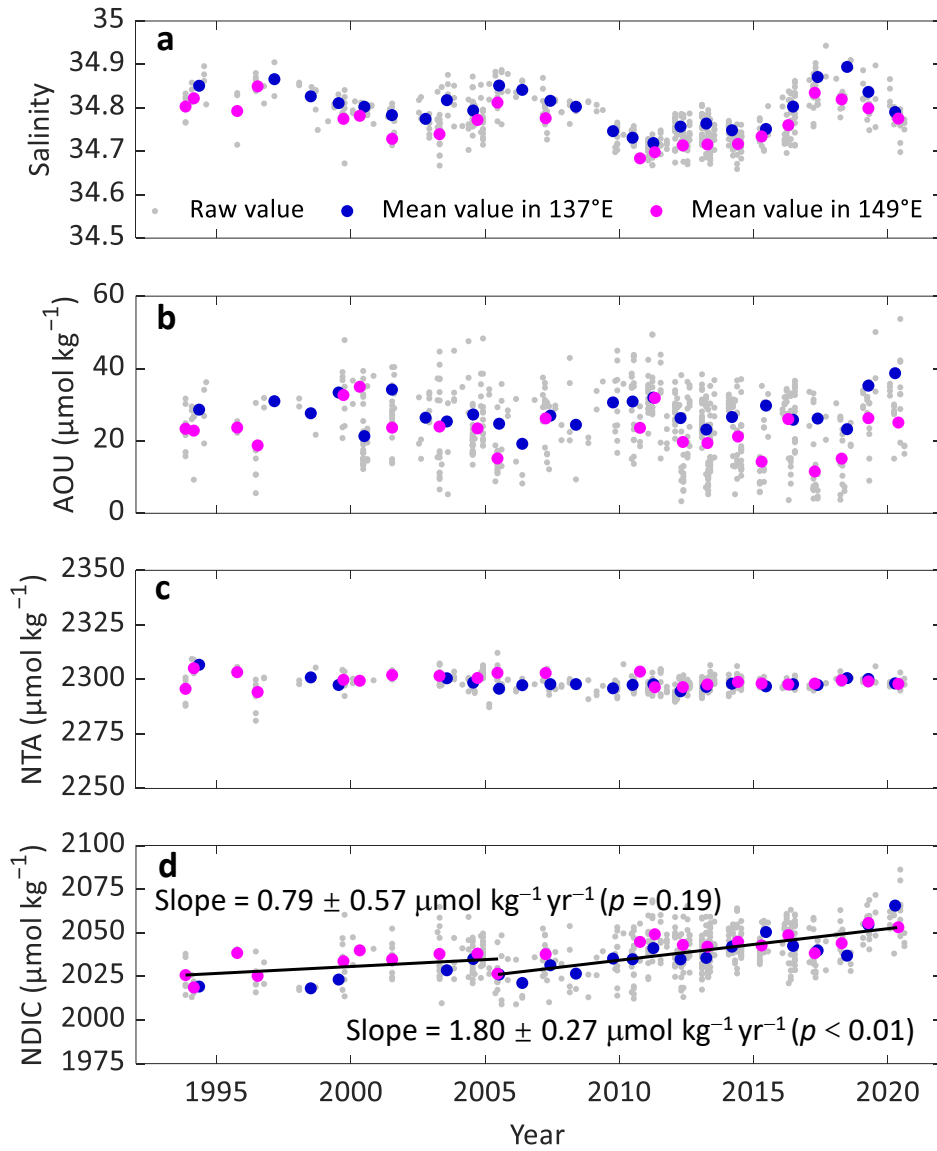 a
35
34.9
34.8
34.7
34.6
34.5
Salinity
Raw value Mean value in 137°E Mean value in 149°E
b
60
40
20
0
AOU (μmol kg⁻¹)
c
2350
2325
2300
2275
2250
NTA (μmol kg⁻¹)
d
2100
2075
2050
2025
2000
1975
NDIC (μmol kg⁻¹)
Slope = 0.79 ± 0.57 μmol kg⁻¹ yr⁻¹ (p = 0.19)
Slope = 1.80 ± 0.27 μmol kg⁻¹ yr⁻¹ (p < 0.01)
1995 2000 2005 2010 2015 2020
Year